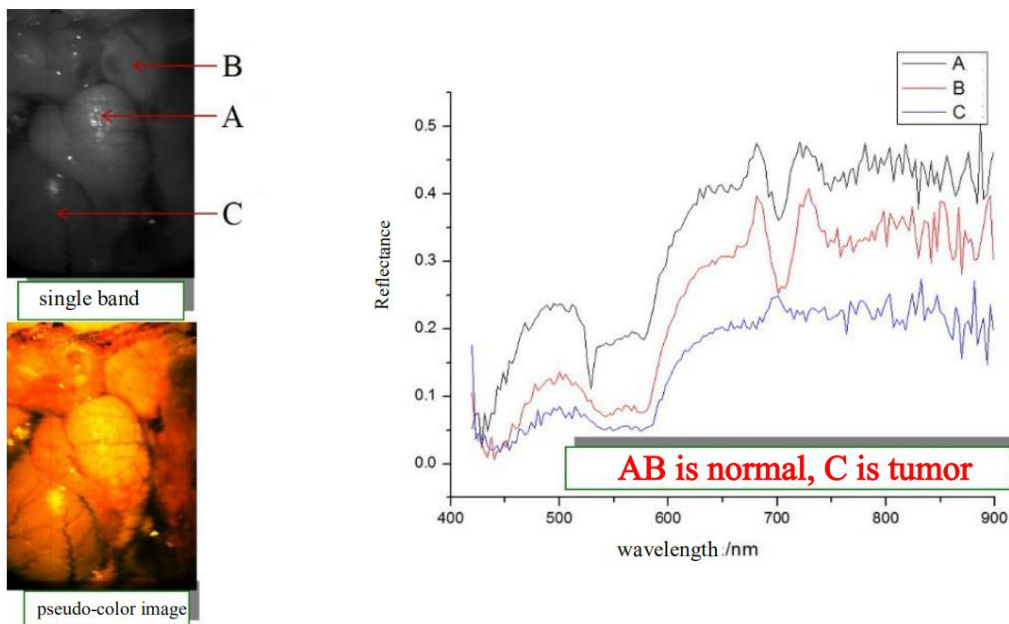 B
A
C
single band
pseudo-color image
A
B
C
Reflectance
0.5
0.4
0.3
0.2
0.1
0.0
AB is normal, C is tumor
400
500
600
700
800
900
wavelength :/nm